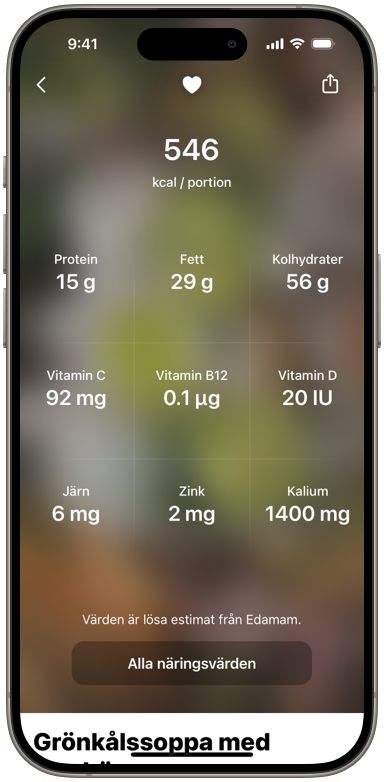 9:41
546
kcal / portion
Protein Fett Kolhydrater
15 g 29 g 56 g
Vitamin C Vitamin B12 Vitamin D
92 mg 0.1 µg 20 IU
Järn Zink Kalium
6 mg 2 mg 1400 mg
Värden är lösa estimat från Edamam.
Alla näringsvärden
Grönkålssoppa med